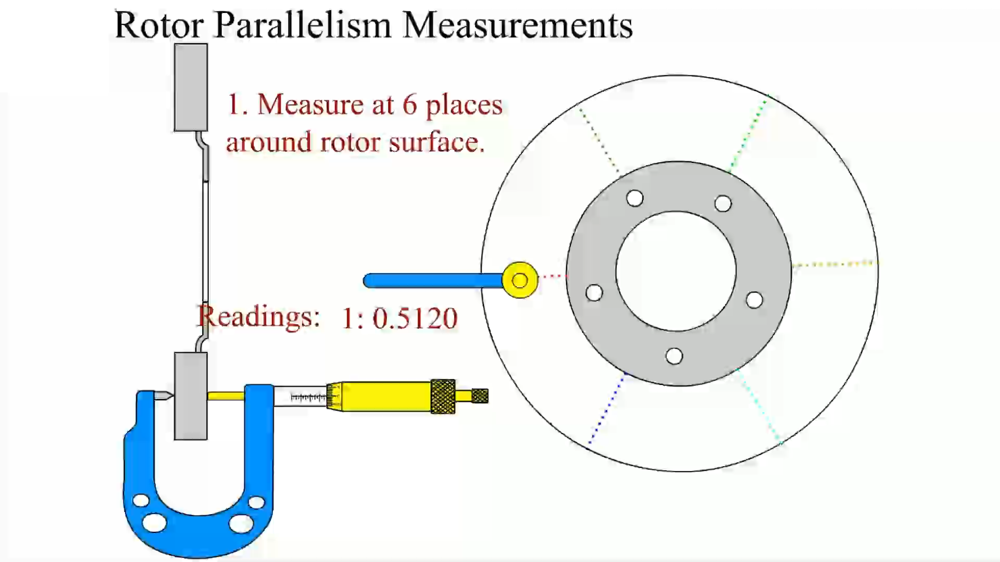 Rotor Parallelism Measurements
1. Measure at 6 places
around rotor surface.
Readings: 1: 0.5120